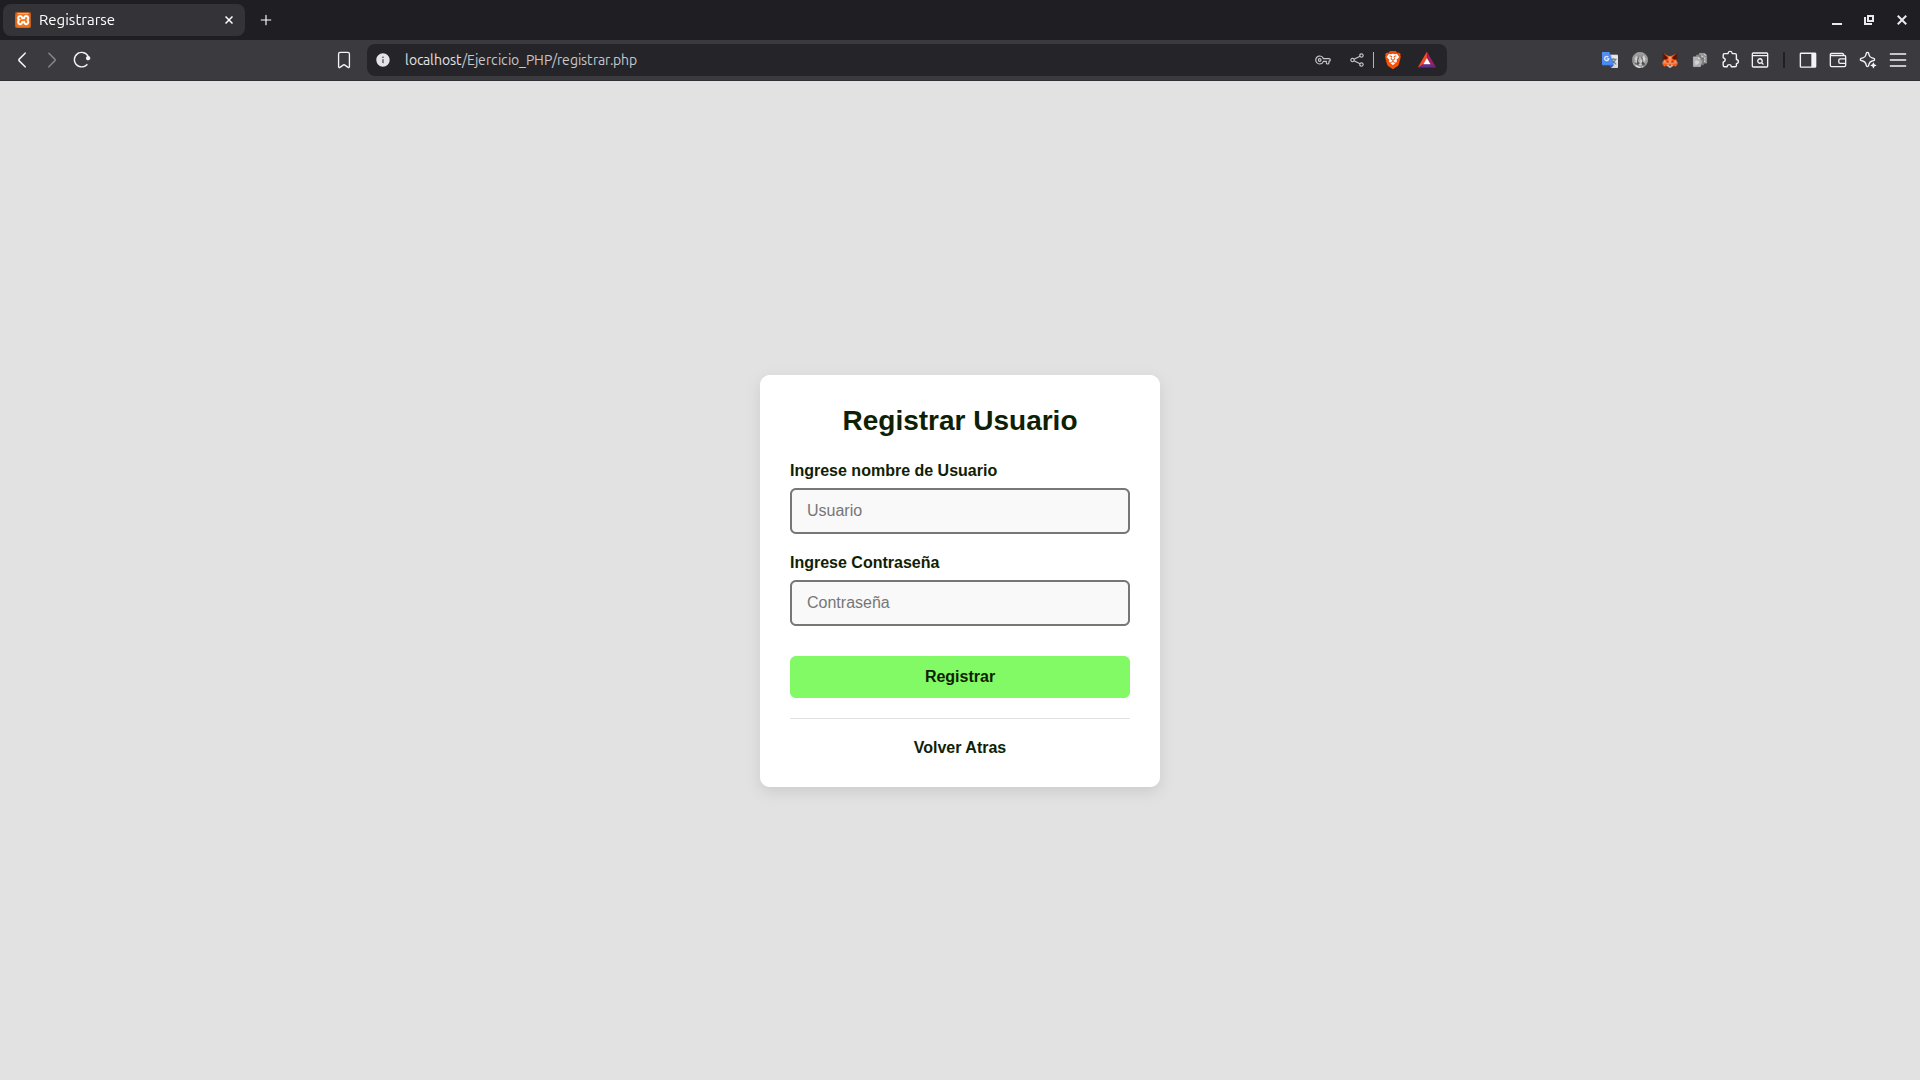 Registrarse
localhost/Ejercicio_PHP/registrar.php
Registrar Usuario
Ingrese nombre de Usuario
Usuario
Ingrese Contraseña
Contraseña
Registrar
Volver Atras